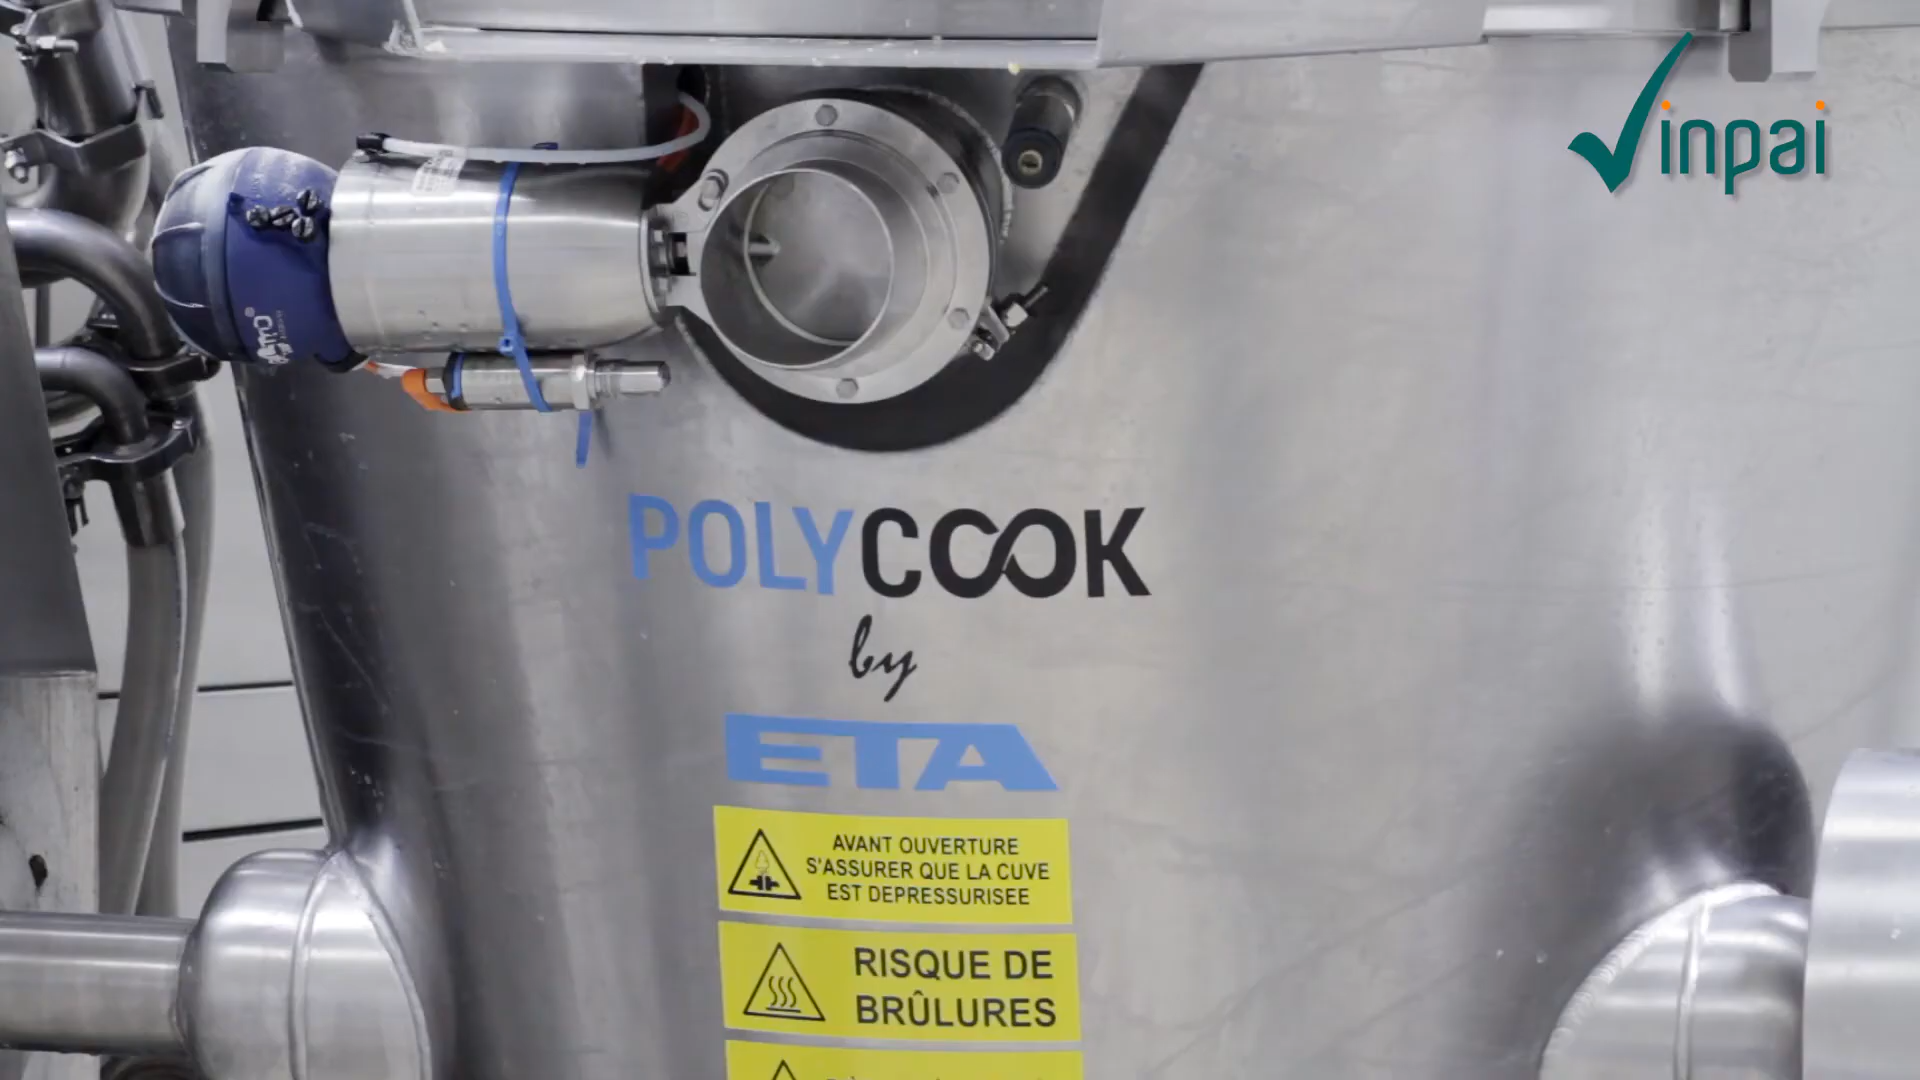 Vinpai
POLYCOOK
by
ETA
AVANT OUVERTURE
S'ASSURER QUE LA CUVE
EST DEPRESSURISEE
RISQUE DE
BRÛLURES